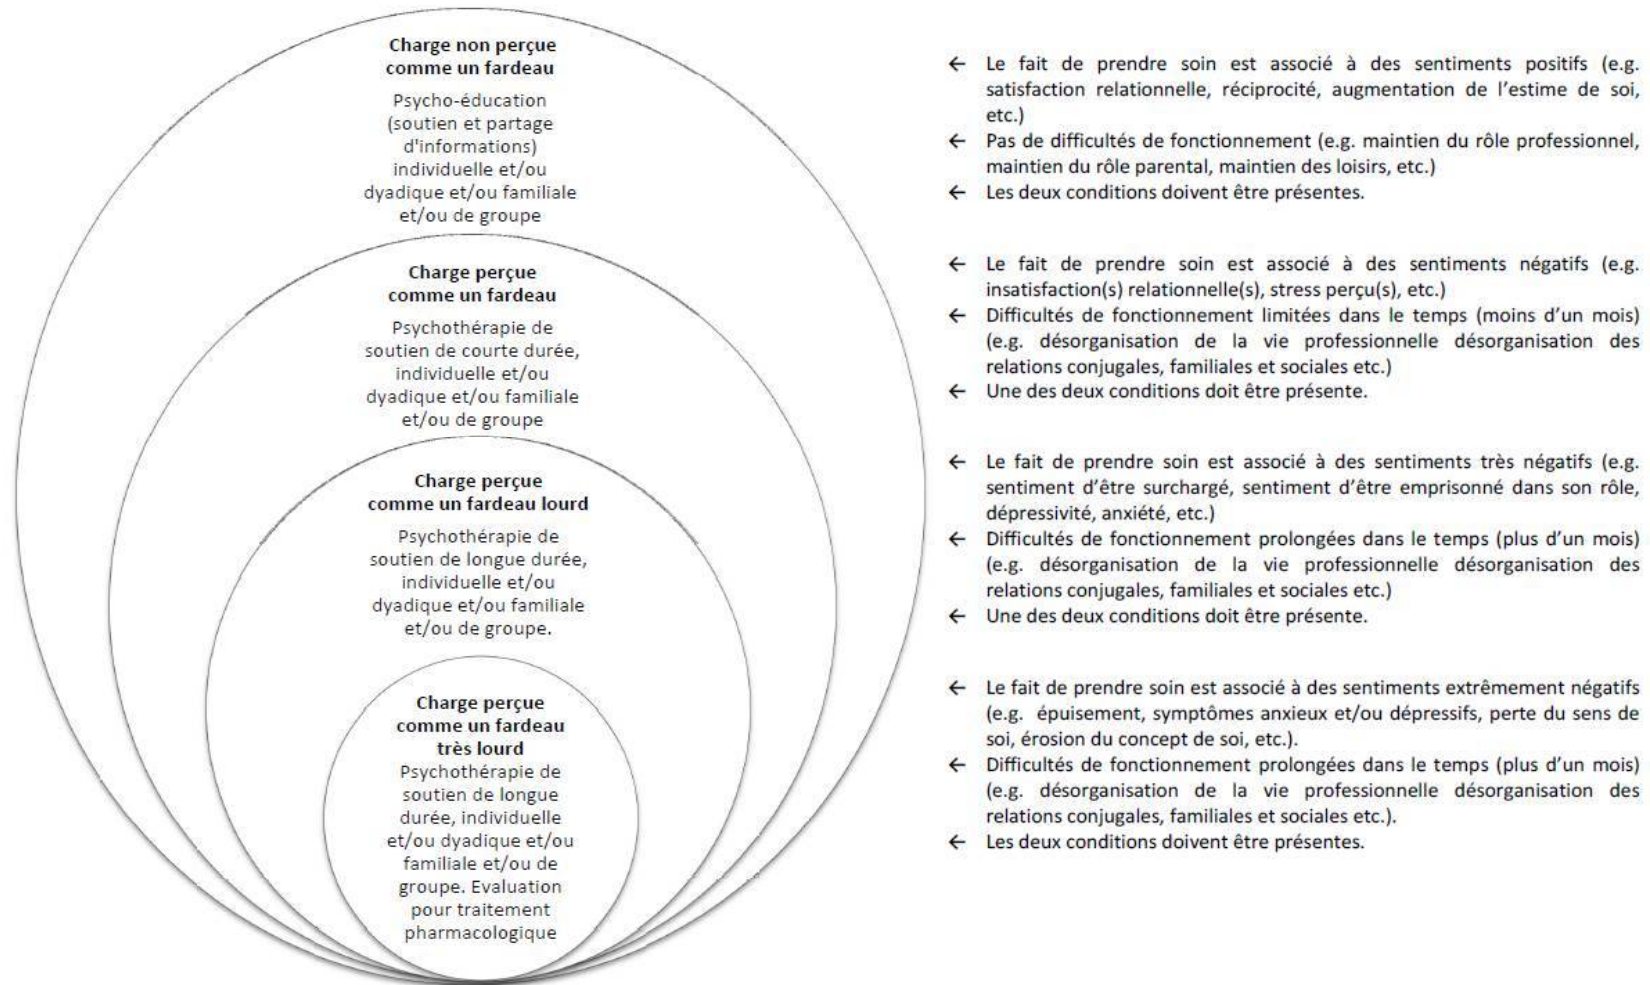 Charge non perçue
comme un fardeau
Psycho-éducation
(soutien et partage
d'informations)
individuelle et/ou
dyadique et/ou familiale
et/ou de groupe
← Le fait de prendre soin est associé à des sentiments positifs (e.g.
satisfaction relationnelle, réciprocité, augmentation de l'estime de soi,
etc.)
← Pas de difficultés de fonctionnement (e.g. maintien du rôle professionnel,
maintien du rôle parental, maintien des loisirs, etc.)
← Les deux conditions doivent être présentes.
Charge perçue
comme un fardeau
Psychothérapie de
soutien de courte durée,
individuelle et/ou
dyadique et/ou familiale
et/ou de groupe
← Le fait de prendre soin est associé à des sentiments négatifs (e.g.
insatisfaction(s) relationnelle(s), stress perçu(s), etc.)
← Difficultés de fonctionnement limitées dans le temps (moins d'un mois)
(e.g. désorganisation de la vie professionnelle désorganisation des
relations conjugales, familiales et sociales etc.)
← Une des deux conditions doit être présente.
Charge perçue
comme un fardeau lourd
Psychothérapie de
soutien de longue durée,
individuelle et/ou
dyadique et/ou familiale
et/ou de groupe.
← Le fait de prendre soin est associé à des sentiments très négatifs (e.g.
sentiment d'être surchargé, sentiment d'être emprisonné dans son rôle,
dépressivité, anxiété, etc.)
← Difficultés de fonctionnement prolongées dans le temps (plus d'un mois)
(e.g. désorganisation de la vie professionnelle désorganisation des
relations conjugales, familiales et sociales etc.)
← Une des deux conditions doit être présente.
Charge perçue
comme un fardeau
très lourd
Psychothérapie de
soutien de longue
durée, individuelle
et/ou dyadique et/ou
familiale et/ou de
groupe. Evaluation
pour traitement
pharmacologique
← Le fait de prendre soin est associé à des sentiments extrêmement négatifs
(e.g. épuisement, symptômes anxieux et/ou dépressifs, perte du sens de
soi, érosion du concept de soi, etc.).
← Difficultés de fonctionnement prolongées dans le temps (plus d'un mois)
(e.g. désorganisation de la vie professionnelle désorganisation des
relations conjugales, familiales et sociales etc.).
← Les deux conditions doivent être présentes.